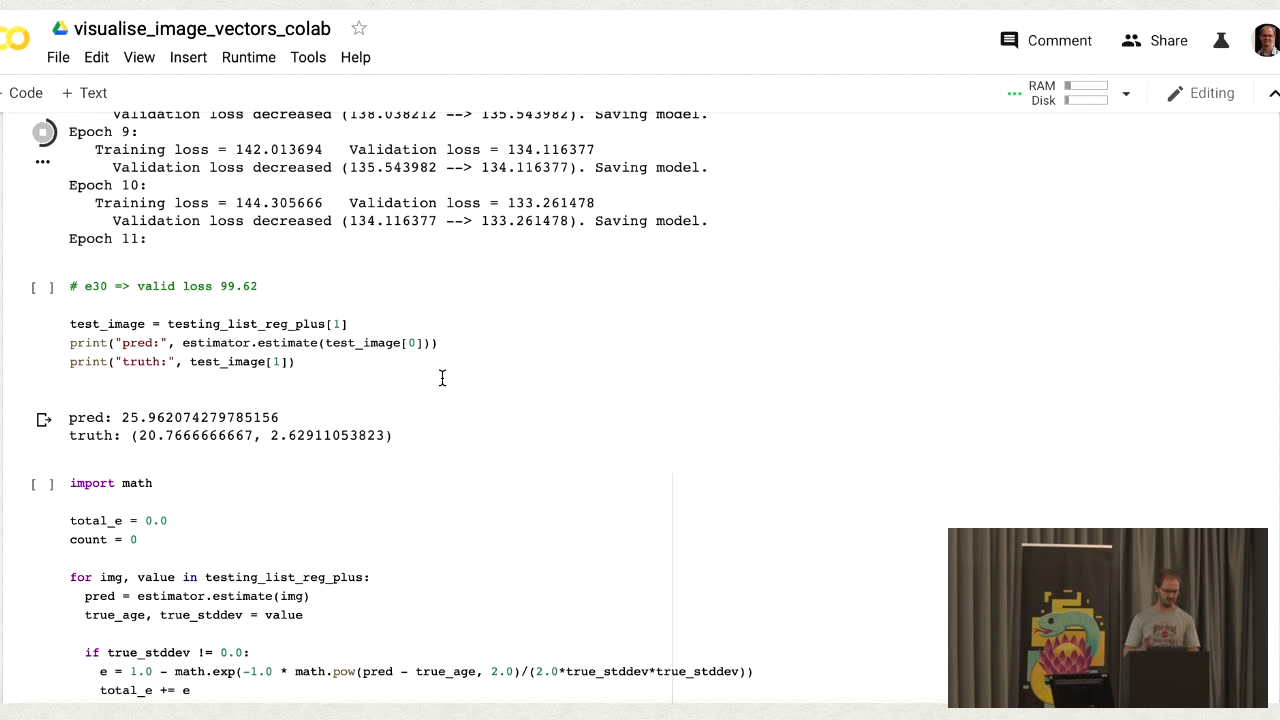 visualise_image_vectors_colab
File Edit View Insert Runtime Tools Help
Comment
Share
Code + Text
RAM
Disk
Editing
Validation loss decreased (138.038212 --> 135.543982). Saving model.
Epoch 9:
Training loss = 142.013694 Validation loss = 134.116377
Validation loss decreased (135.543982 --> 134.116377). Saving model.
Epoch 10:
Training loss = 144.305666 Validation loss = 133.261478
Validation loss decreased (134.116377 --> 133.261478). Saving model.
Epoch 11:
[ ] # e30 => valid loss 99.62
test_image = testing_list_reg_plus[1]
print("pred:", estimator.estimate(test_image[0]))
print("truth:", test_image[1])
pred: 25.962074279785156
truth: (20.7666666667, 2.62911053823)
[ ] import math
total_e = 0.0
count = 0
for img, value in testing_list_reg_plus:
pred = estimator.estimate(img)
true_age, true_stddev = value
if true_stddev != 0.0:
e = 1.0 - math.exp(-1.0 * math.pow(pred - true_age, 2.0)/(2.0*true_stddev*true_stddev))
total_e += e